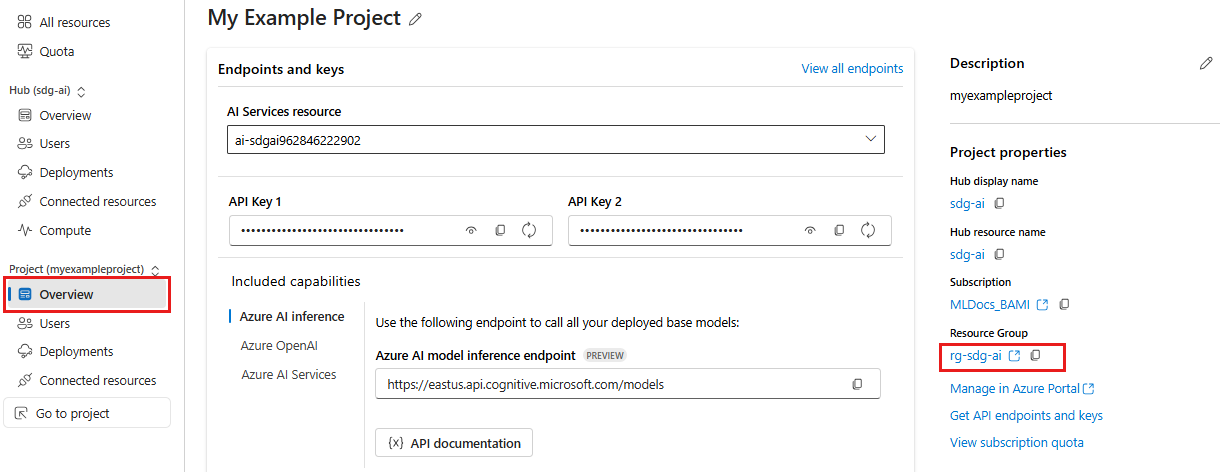 All resources
Quota
Hub (sdg-ai)
Overview
Users
Deployments
Connected resources
Compute
Project (myexampleproject)
Overview
Users
Deployments
Connected resources
Go to project
My Example Project
Endpoints and keys
View all endpoints
AI Services resource
ai-sdgai962846222902
API Key 1
API Key 2
••••••••••••••••••••••••••••••••
••••••••••••••••••••••••••••••••
Included capabilities
Azure AI inference
Azure OpenAI
Azure AI Services
Use the following endpoint to call all your deployed base models:
Azure AI model inference endpoint PREVIEW
https://eastus.api.cognitive.microsoft.com/models
{x} API documentation
Description
myexampleproject
Project properties
Hub display name
sdg-ai
Hub resource name
sdg-ai
Subscription
MLDocs_BAMI
Resource Group
rg-sdg-ai
Manage in Azure Portal
Get API endpoints and keys
View subscription quota